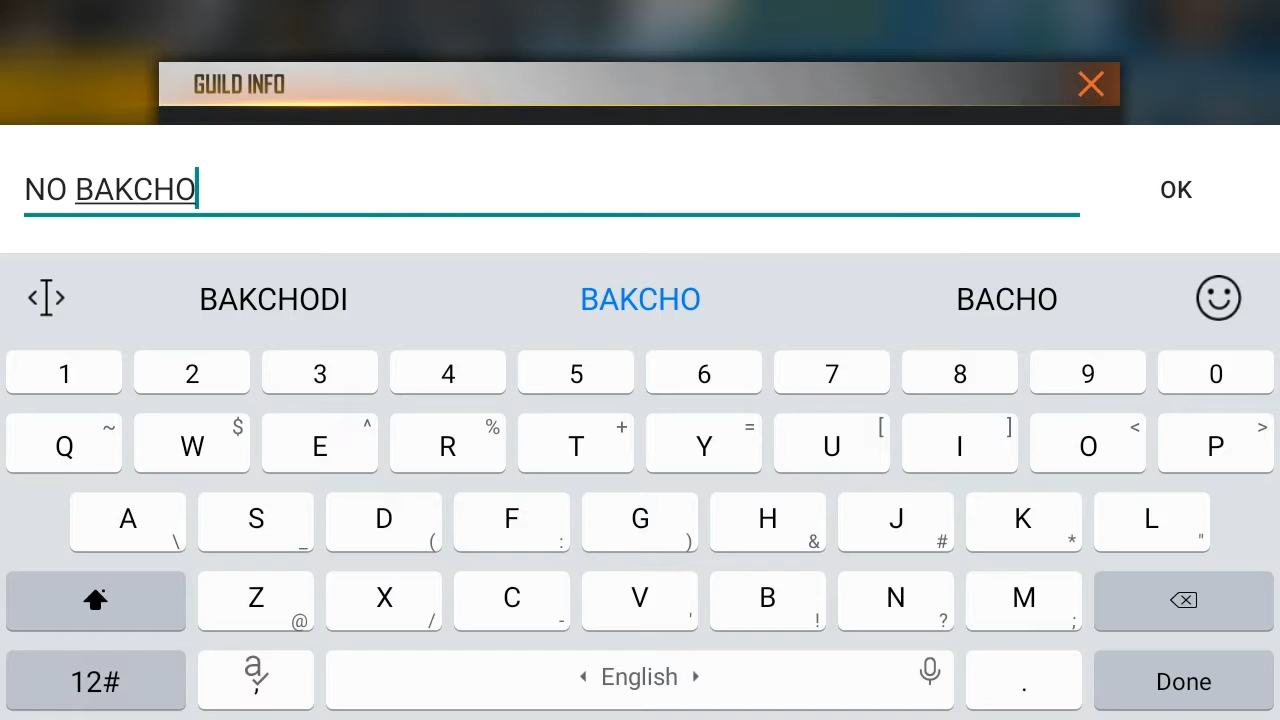 GUILD INFO
NO BAKCHO
OK
BAKCHODI BAKCHO BACHO
1 2 3 4 5 6 7 8 9 0
Q ~ W $ E ^ R % T + Y = U [ I ] O < P >
A \ S _ D ( F : G ) H & J # K * L "
Z @ X / C - V ' B ! N ? M ;
12# a , English . Done